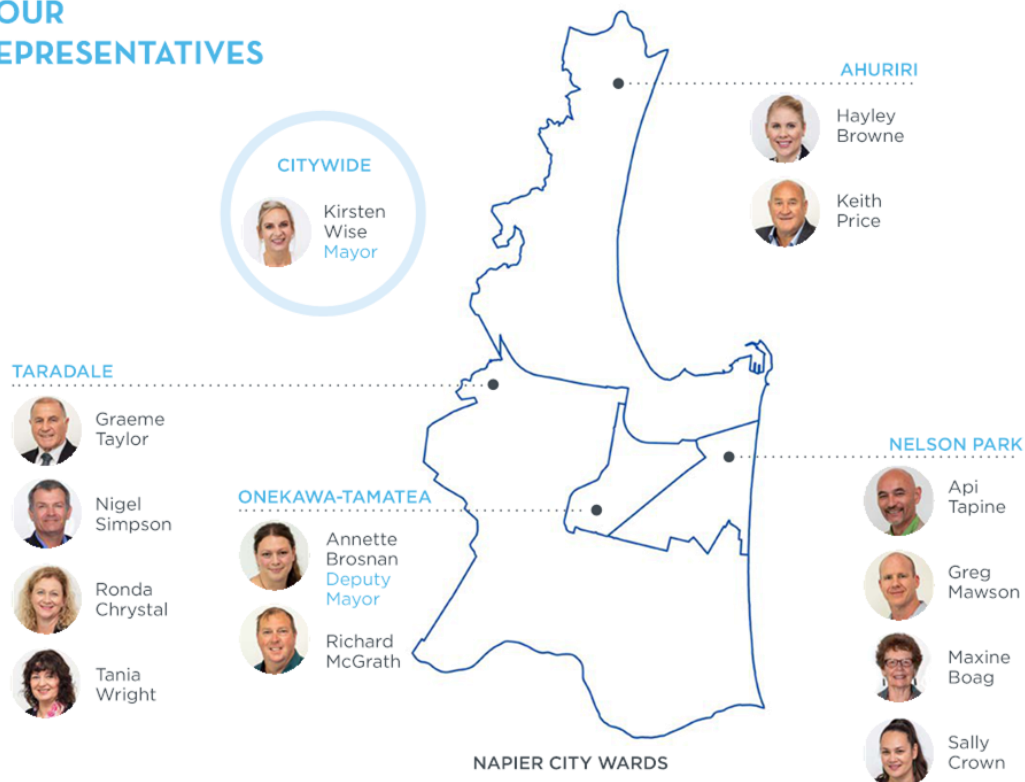 OUR
EPRESENTATIVES
AHURIRI
Hayley
Browne
Keith
Price
CITYWIDE
Kirsten
Wise
Mayor
TARADALE
Graeme
Taylor
Nigel
Simpson
Ronda
Chrystal
Tania
Wright
ONEKAWA-TAMATEA
Annette
Brosnan
Deputy
Mayor
Richard
McGrath
NELSON PARK
Api
Tapine
Greg
Mawson
Maxine
Boag
Sally
Crown
NAPIER CITY WARDS